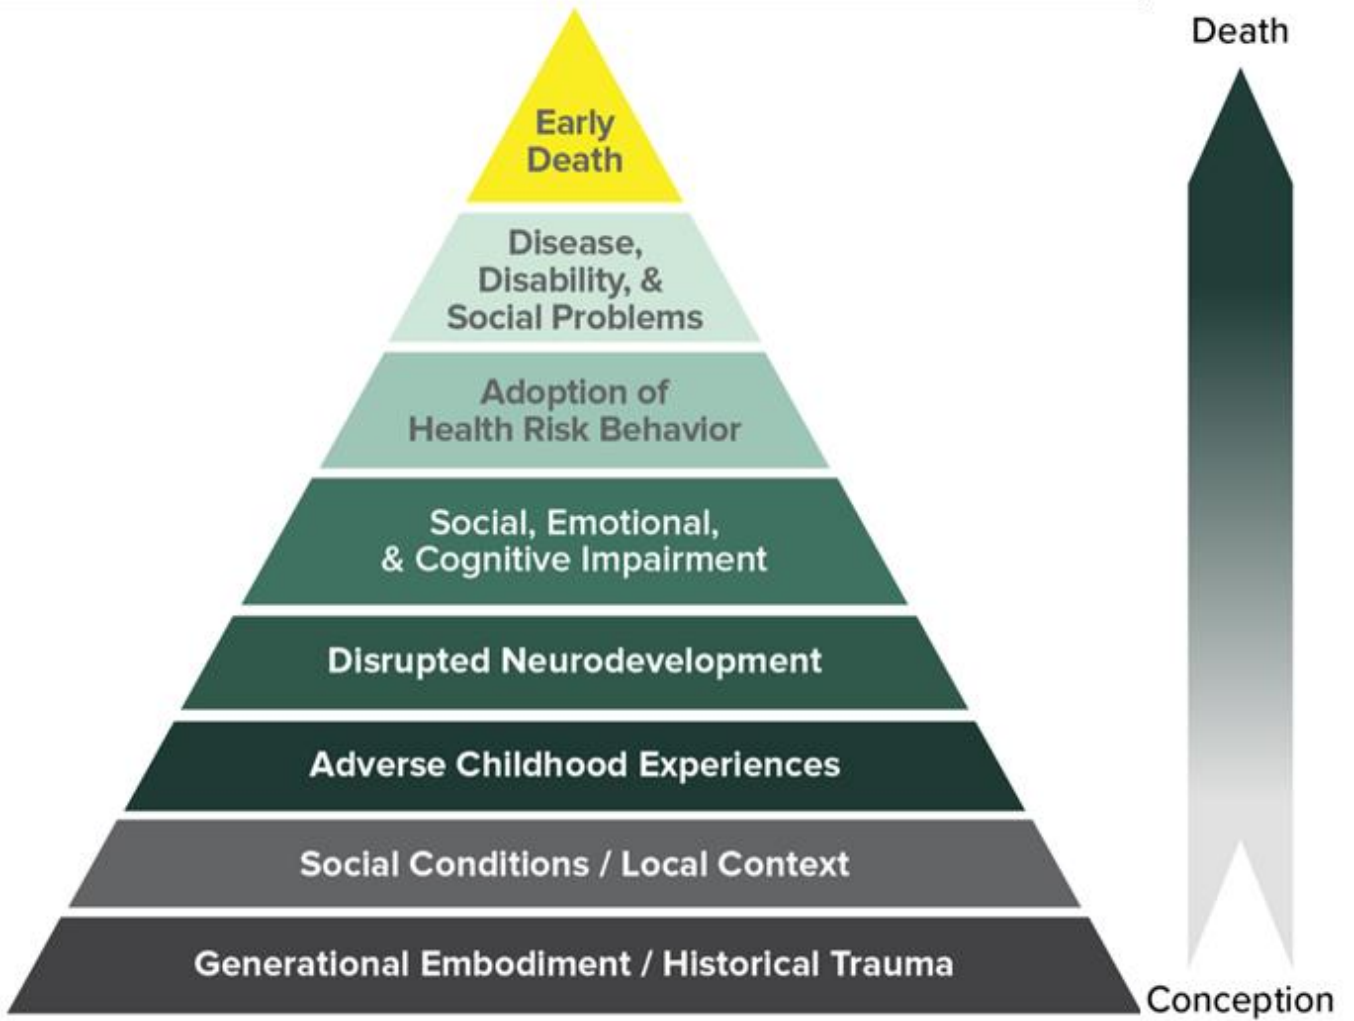 Death
Early
Death
Disease,
Disability, &
Social Problems
Adoption of
Health Risk Behavior
Social, Emotional,
& Cognitive Impairment
Disrupted Neurodevelopment
Adverse Childhood Experiences
Social Conditions / Local Context
Generational Embodiment / Historical Trauma
Conception